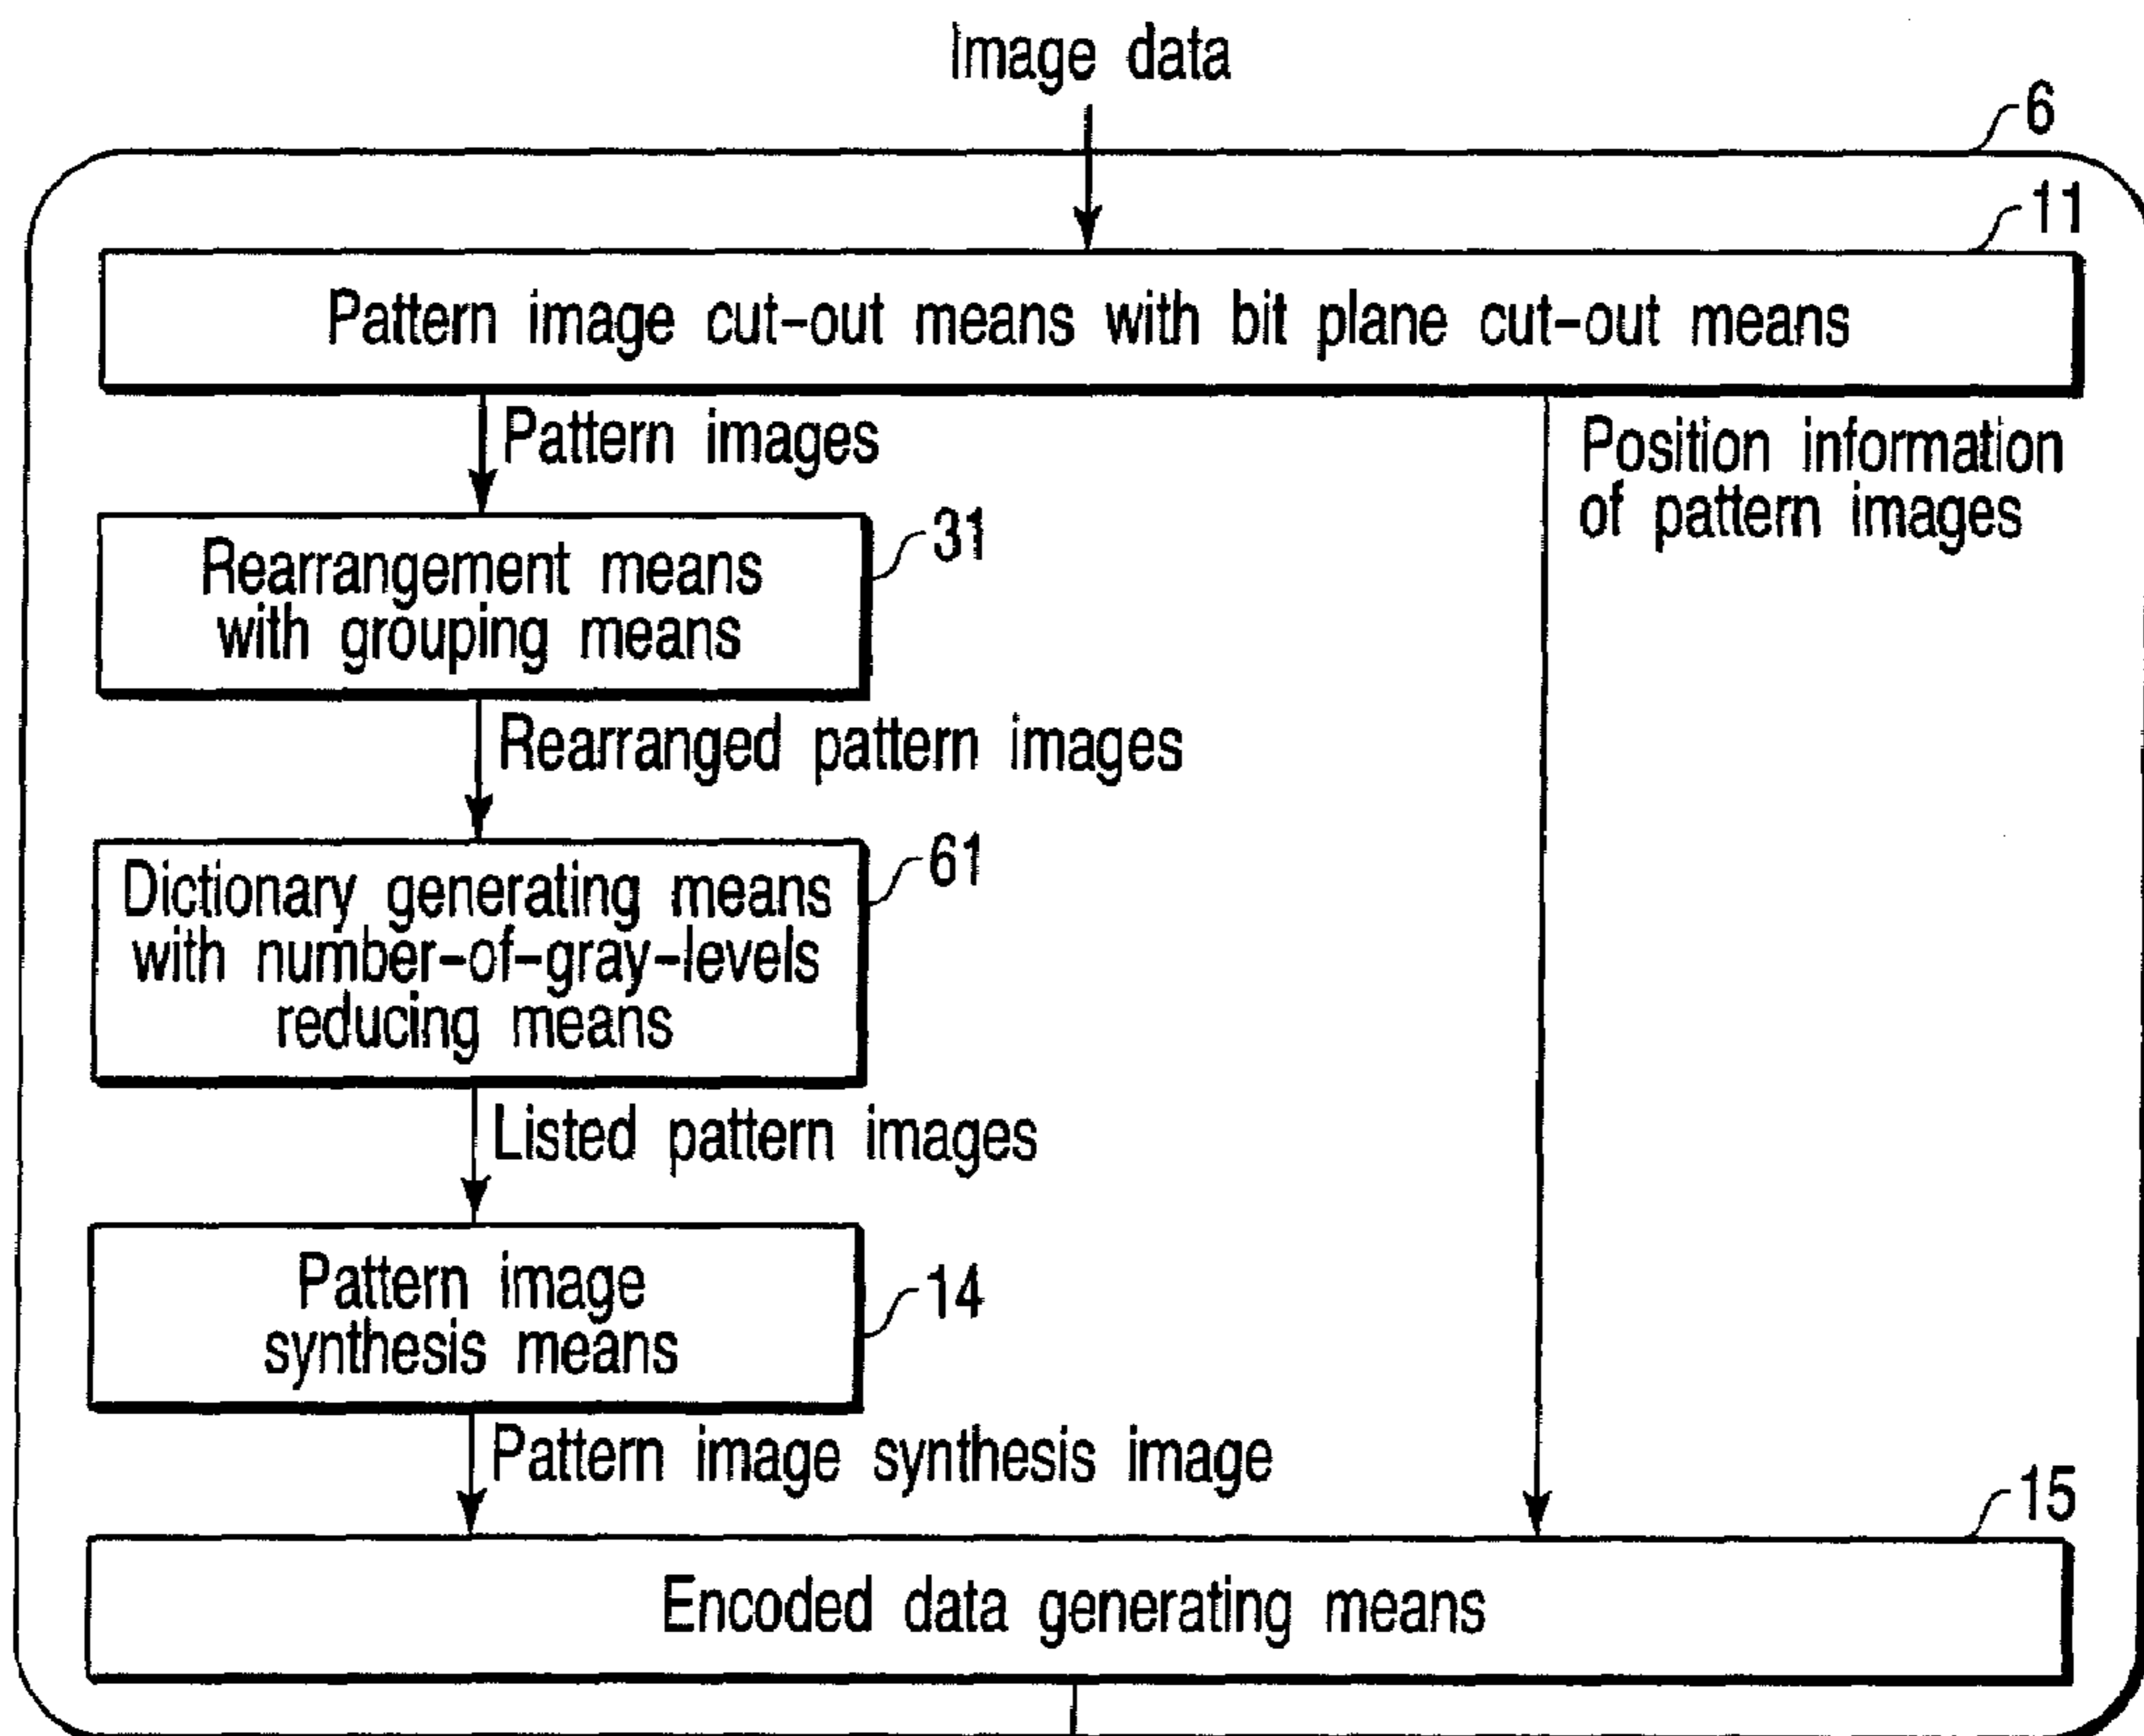 Image data
6
11
Pattern image cut-out means with bit plane cut-out means
Pattern images
Position information
of pattern images
31
Rearrangement means
with grouping means
Rearranged pattern images
61
Dictionary generating means
with number-of-gray-levels
reducing means
Listed pattern images
14
Pattern image
synthesis means
Pattern image synthesis image
15
Encoded data generating means